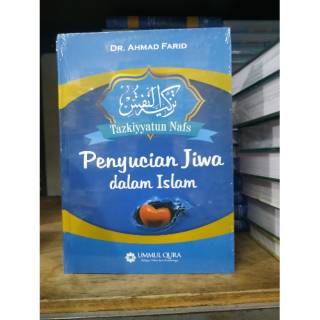 DR. AHMAD FARID
تزكية النفس
Tazkiyyatun Nafs
Penyucian Jiwa
dalam Islam
UMMUL QURA